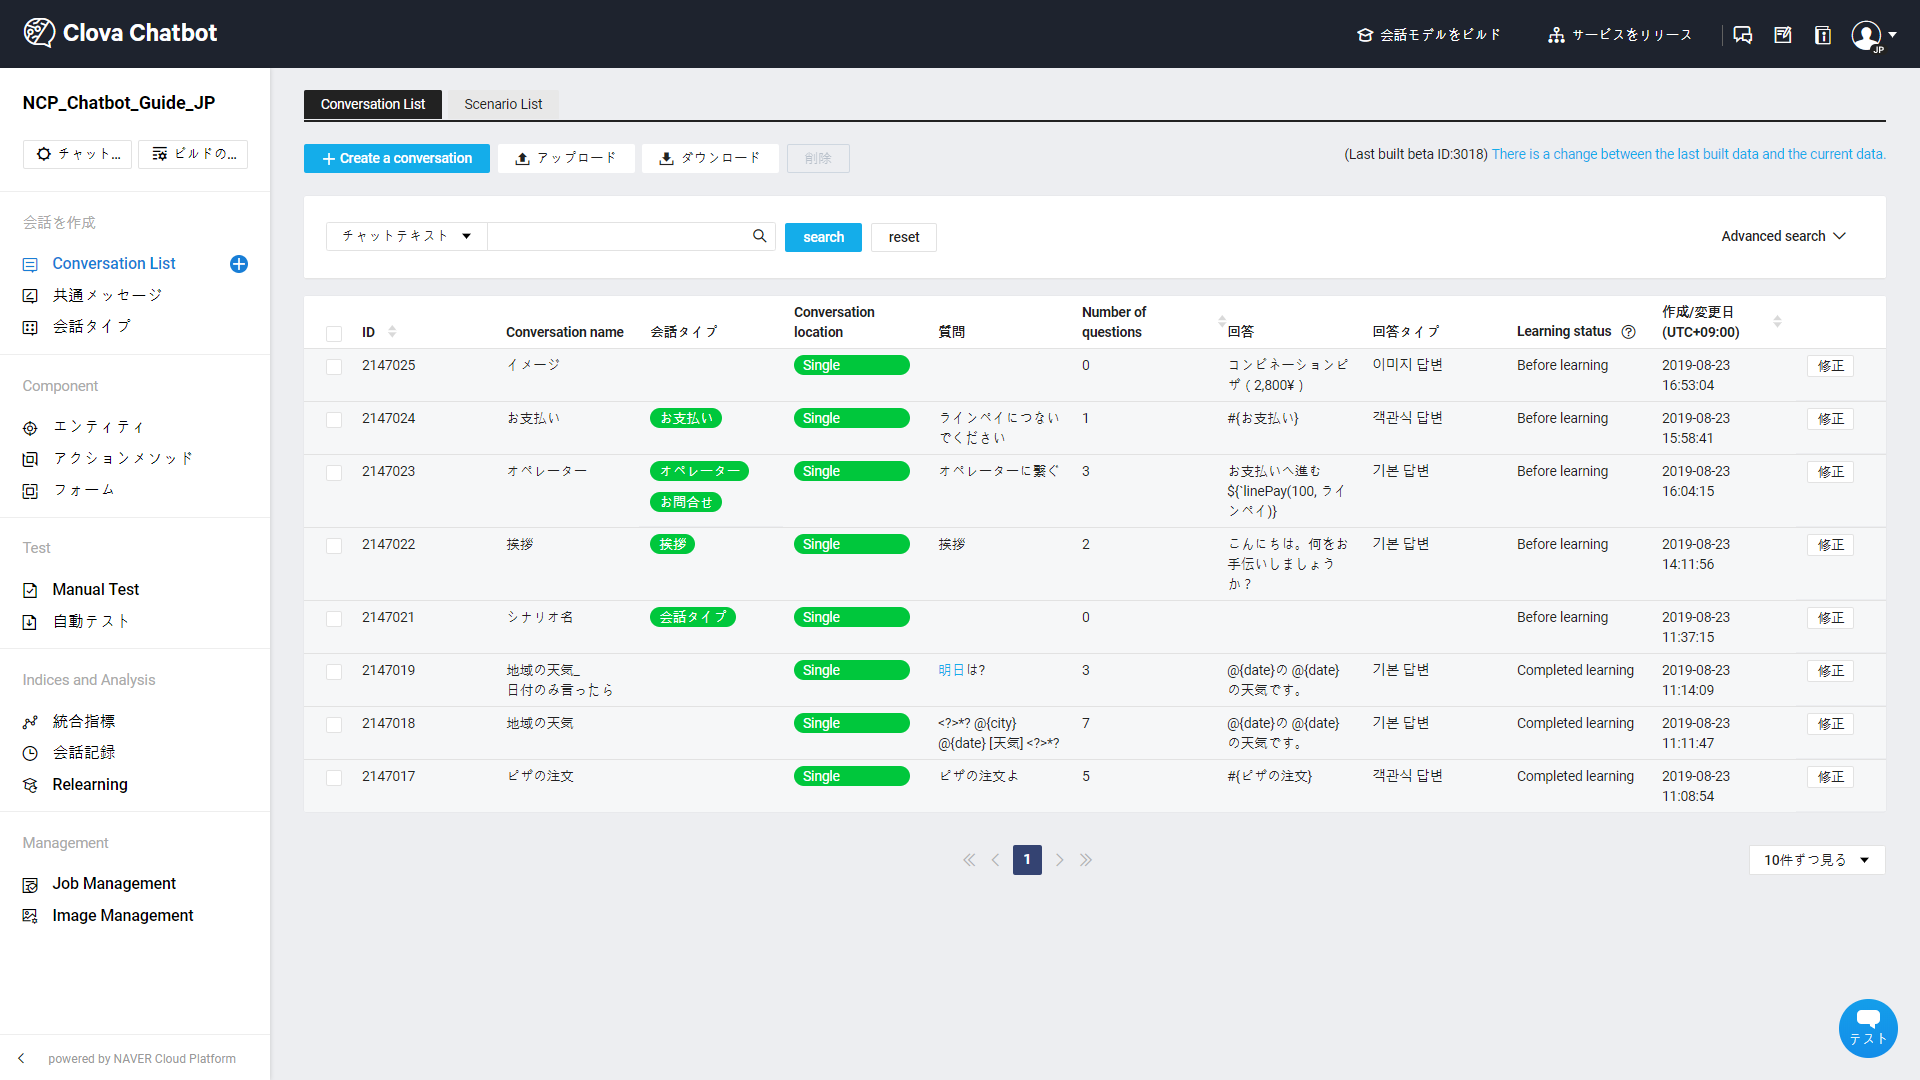 Clova Chatbot
会話モデルをビルド
サービスをリリース
JP
NCP_Chatbot_Guide_JP
チャット...
ビルドの...
会話を作成
Conversation List
共通メッセージ
会話タイプ
Component
エンティティ
アクションメソッド
フォーム
Test
Manual Test
自動テスト
Indices and Analysis
統合指標
会話記録
Relearning
Management
Job Management
Image Management
powered by NAVER Cloud Platform
Conversation List
Scenario List
+ Create a conversation
アップロード
ダウンロード
削除
(Last built beta ID:3018) There is a change between the last built data and the current data.
チャットテキスト
search
reset
Advanced search
ID
Conversation name
会話タイプ
Conversation
location
質問
Number of
questions
回答
回答タイプ
Learning status
作成/変更日
(UTC+09:00)
2147025
イメージ
Single
0
コンビネーションピ
ザ ( 2,800¥ )
이미지 답변
Before learning
2019-08-23
16:53:04
修正
2147024
お支払い
お支払い
Single
ラインペイにつない
でください
1
#{お支払い}
객관식 답변
Before learning
2019-08-23
15:58:41
修正
2147023
オペレーター
オペレーター
お問合せ
Single
オペレーターに繋ぐ
3
お支払いへ進む
${`linePay(100, ライ
ンペイ)}
기본 답변
Before learning
2019-08-23
16:04:15
修正
2147022
挨拶
挨拶
Single
挨拶
2
こんにちは。何をお
手伝いしましょう
か？
기본 답변
Before learning
2019-08-23
14:11:56
修正
2147021
シナリオ名
会話タイプ
Single
0
Before learning
2019-08-23
11:37:15
修正
2147019
地域の天気_
日付のみ言ったら
Single
明日は?
3
@{date}の @{date}
の天気です。
기본 답변
Completed learning
2019-08-23
11:14:09
修正
2147018
地域の天気
Single
<?>*? @{city}
@{date} [天気] <?>*?
7
@{date}の @{date}
の天気です。
기본 답변
Completed learning
2019-08-23
11:11:47
修正
2147017
ピザの注文
Single
ピザの注文よ
5
#{ピザの注文}
객관식 답변
Completed learning
2019-08-23
11:08:54
修正
1
10件ずつ見る
テスト